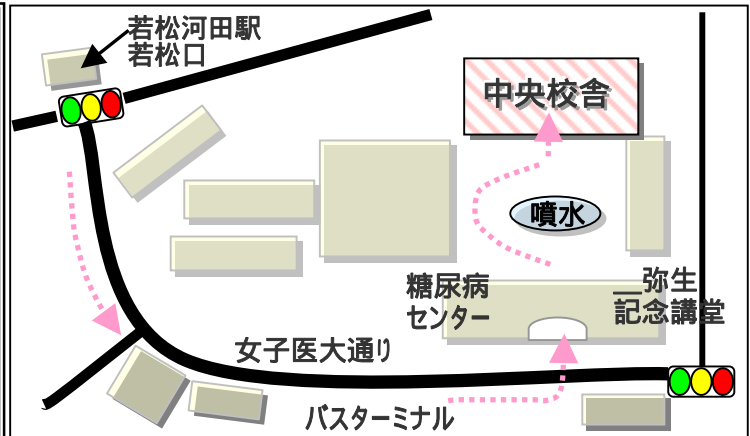 若松河田駅
若松口
中央校舎
噴水
糖尿病
センター
弥生
記念講堂
女子医大通り
バスターミナル